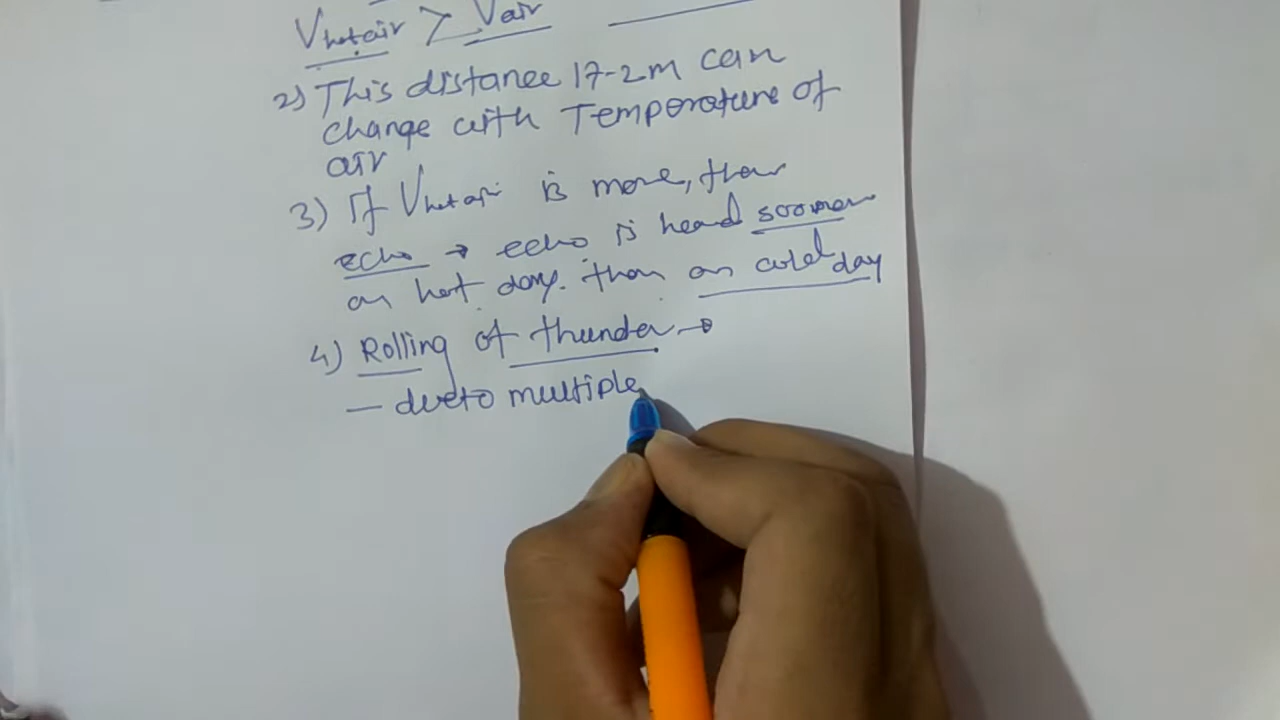 Vhotair > Vair
2) This distance 17-2m can
change with Temperature of
air
3) If Vhotair is more, then
echo → echo is heard sooner
on hot day. than on cold day
4) Rolling of thunder →
— due to multiple